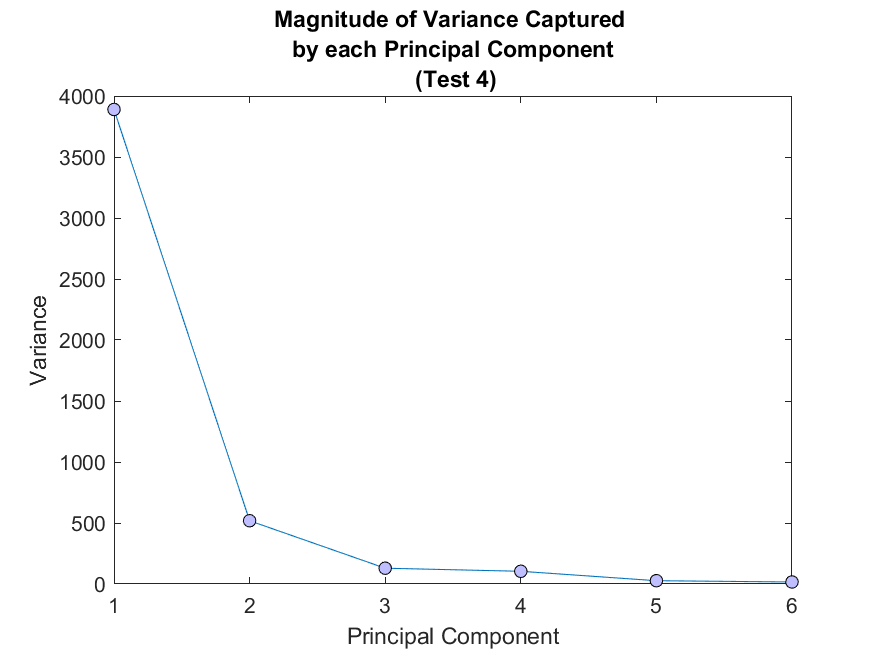 Magnitude of Variance Captured
by each Principal Component
(Test 4)
4000
3500
3000
2500
2000
1500
1000
500
0
Variance
1 2 3 4 5 6
Principal Component